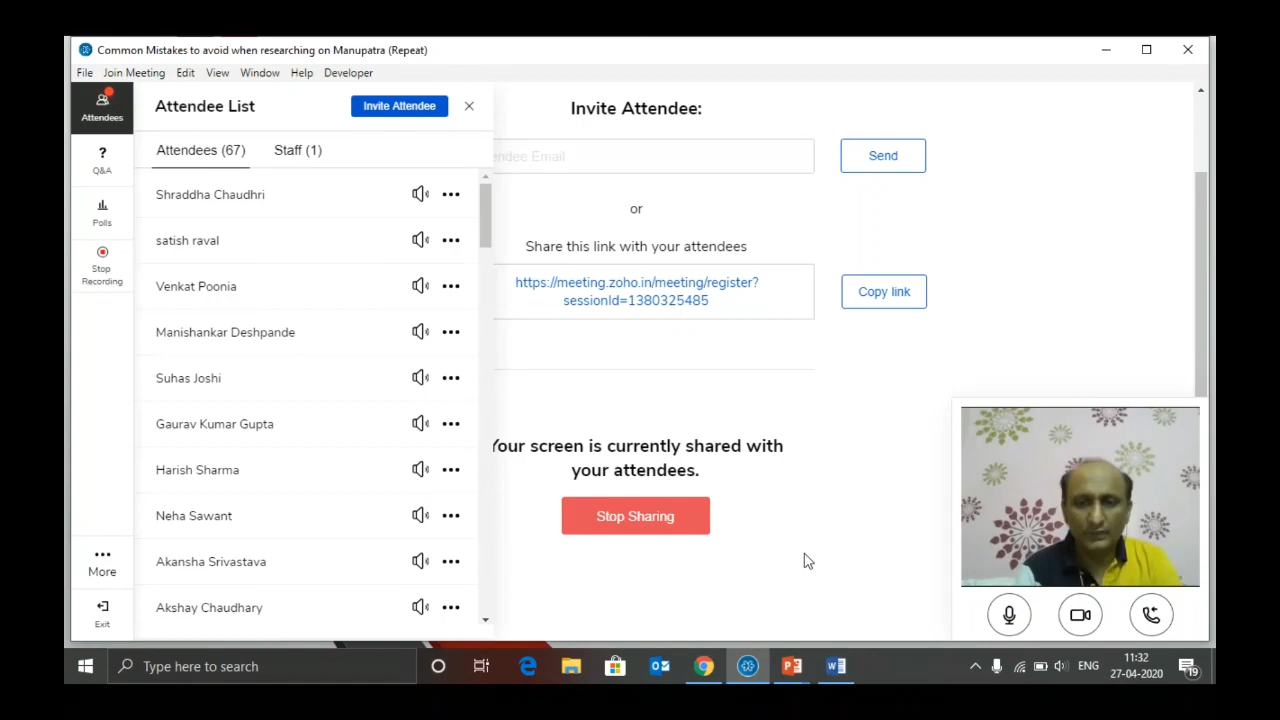 Common Mistakes to avoid when researching on Manupatra (Repeat)
File Join Meeting Edit View Window Help Developer
Attendees
Q&A
Polls
Stop
Recording
More
Exit
Attendee List
Invite Attendee
Attendees (67)
Staff (1)
Shraddha Chaudhri
satish raval
Venkat Poonia
Manishankar Deshpande
Suhas Joshi
Gaurav Kumar Gupta
Harish Sharma
Neha Sawant
Akansha Srivastava
Akshay Chaudhary
Invite Attendee:
Email
Send
or
Share this link with your attendees
https://meeting.zoho.in/meeting/register?
sessionId=1380325485
Copy link
Your screen is currently shared with
your attendees.
Stop Sharing
Type here to search
ENG
11:32
27-04-2020
19